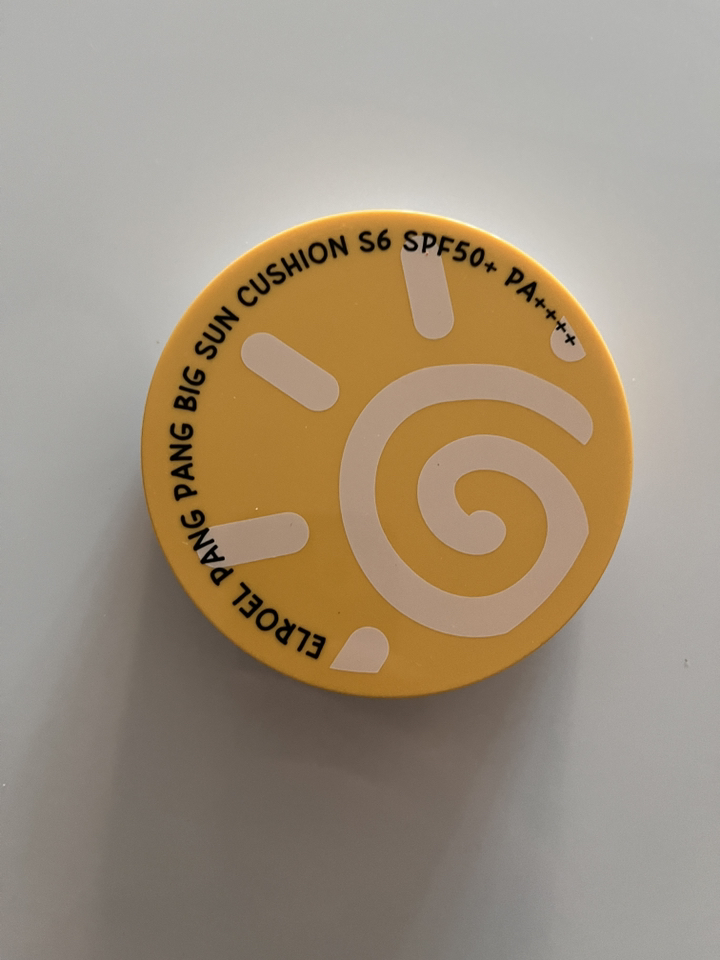 ELROEL PANG PANG BIG SUN CUSHION S6 SPF50+ PA++++